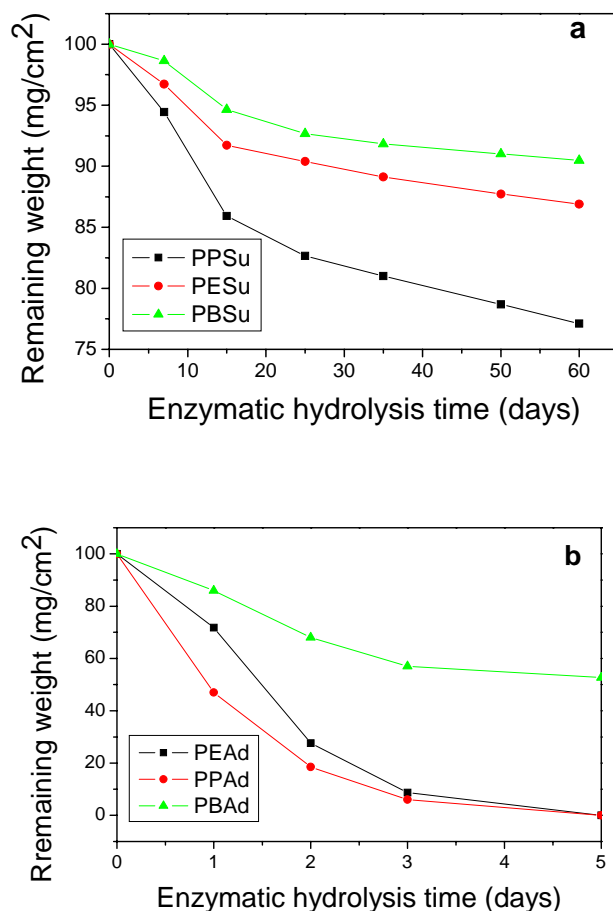 a
100
95
90
85
80
75
Remaining weight (mg/cm²)
PPSu
PESu
PBSu
0 10 20 30 40 50 60
Enzymatic hydrolysis time (days)
b
100
80
60
40
20
0
Rremaining weight (mg/cm²)
PEAd
PPAd
PBAd
0 1 2 3 4 5
Enzymatic hydrolysis time (days)